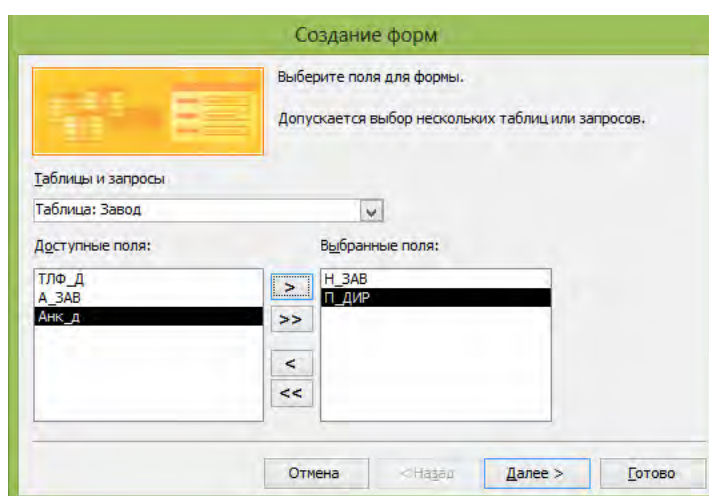 Создание форм
Выберите поля для формы.
Допускается выбор нескольких таблиц или запросов.
Таблицы и запросы
Таблица: Завод
Доступные поля:
Выбранные поля:
ТЛФ_Д
А_ЗАВ
Анк_д
>
>>
<
<<
Н_ЗАВ
П_ДИР
Отмена
< Назад
Далее >
Готово